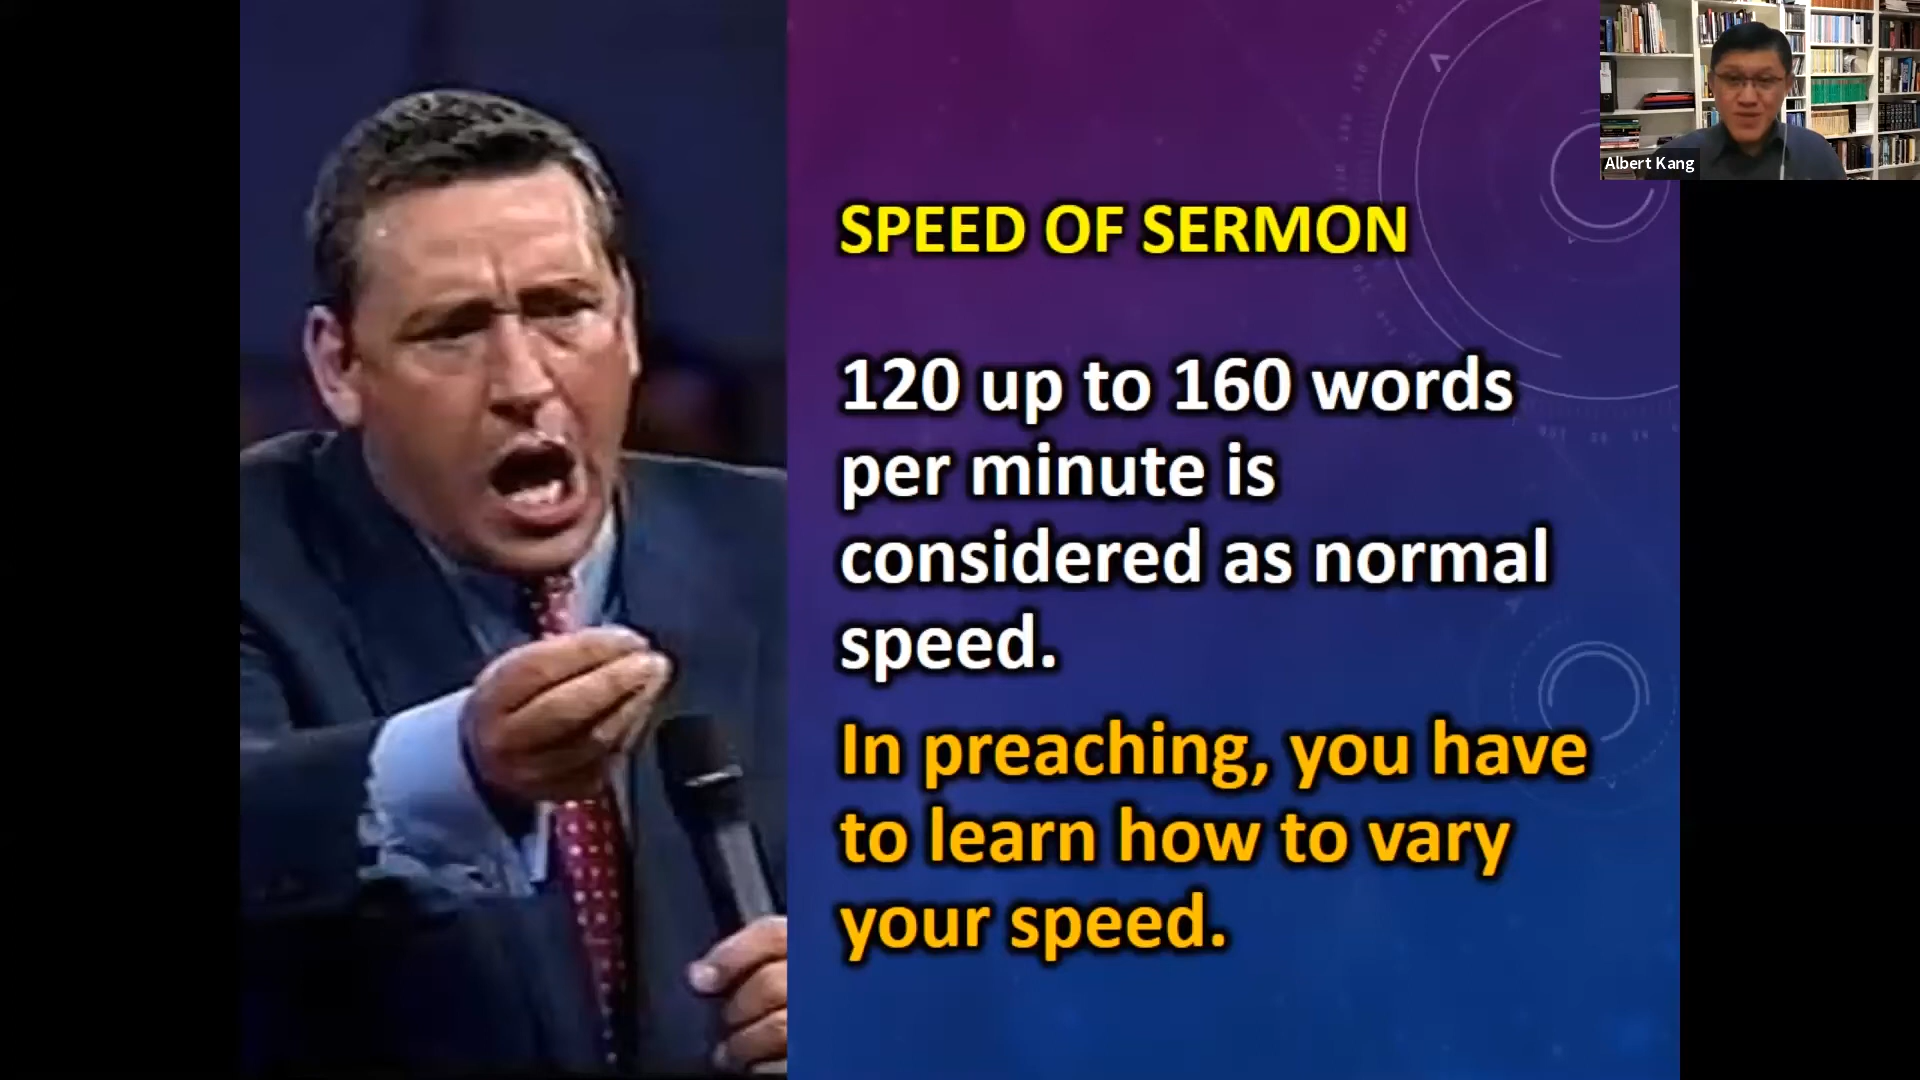 Albert Kang
SPEED OF SERMON
120 up to 160 words
per minute is
considered as normal
speed.
In preaching, you have
to learn how to vary
your speed.